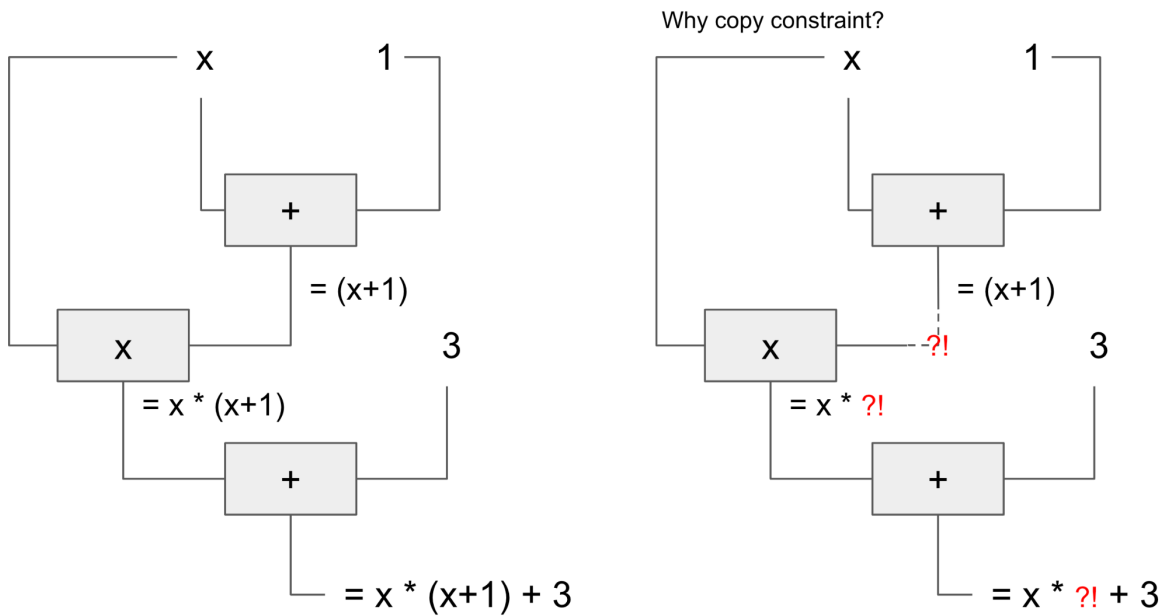 x 1
+
= (x+1)
x
3
= x * (x+1)
+
= x * (x+1) + 3
Why copy constraint?
x 1
+
= (x+1)
x
?!
3
= x * ?!
+
= x * ?! + 3